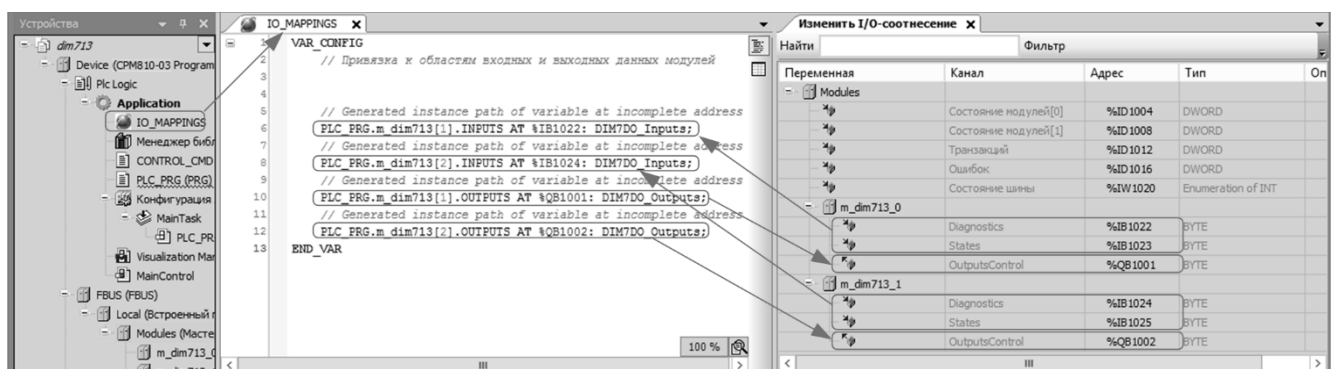 Устройства
dim713
Device (CPM810-03 Program
Plc Logic
Application
IO_MAPPINGS
Менеджер библ
CONTROL_CMD
PLC_PRG (PRG)
Конфигурация
MainTask
PLC_PR
Visualization Man
MainControl
FBUS (FBUS)
Local (Встроенный
Modules (Масте
m_dim713_0
IO_MAPPINGS
1 VAR_CONFIG
2 // Привязка к областям входных и выходных данных модулей
3
4
5 // Generated instance path of variable at incomplete address
6 PLC_PRG.m_dim713[1].INPUTS AT %IB1022: DIM7DO_Inputs;
7 // Generated instance path of variable at incomplete address
8 PLC_PRG.m_dim713[2].INPUTS AT %IB1024: DIM7DO_Inputs;
9 // Generated instance path of variable at incomplete address
10 PLC_PRG.m_dim713[1].OUTPUTS AT %QB1001: DIM7DO_Outputs;
11 // Generated instance path of variable at incomplete address
12 PLC_PRG.m_dim713[2].OUTPUTS AT %QB1002: DIM7DO_Outputs;
13 END_VAR
100 %
Изменить I/O-соотнесение
Найти Фильтр
Переменная Канал Адрес Тип Оп
Modules
Состояние модулей[0] %ID1004 DWORD
Состояние модулей[1] %ID1008 DWORD
Транзакций %ID1012 DWORD
Ошибок %ID1016 DWORD
Состояние шины %IW1020 Enumeration of INT
m_dim713_0
Diagnostics %IB1022 BYTE
States %IB1023 BYTE
OutputsControl %QB1001 BYTE
m_dim713_1
Diagnostics %IB1024 BYTE
States %IB1025 BYTE
OutputsControl %QB1002 BYTE